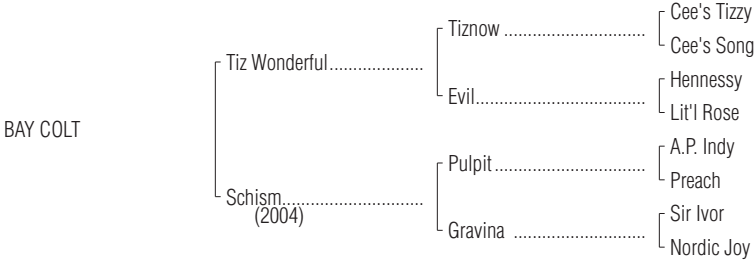 Cee's Tizzy
Tiznow ..............................
Cee's Song
Tiz Wonderful....................
Hennessy
Evil....................................
Lit'l Rose
BAY COLT
A.P. Indy
Pulpit ................................
Preach
Schism..............................
(2004)
Sir Ivor
Gravina ............................
Nordic Joy